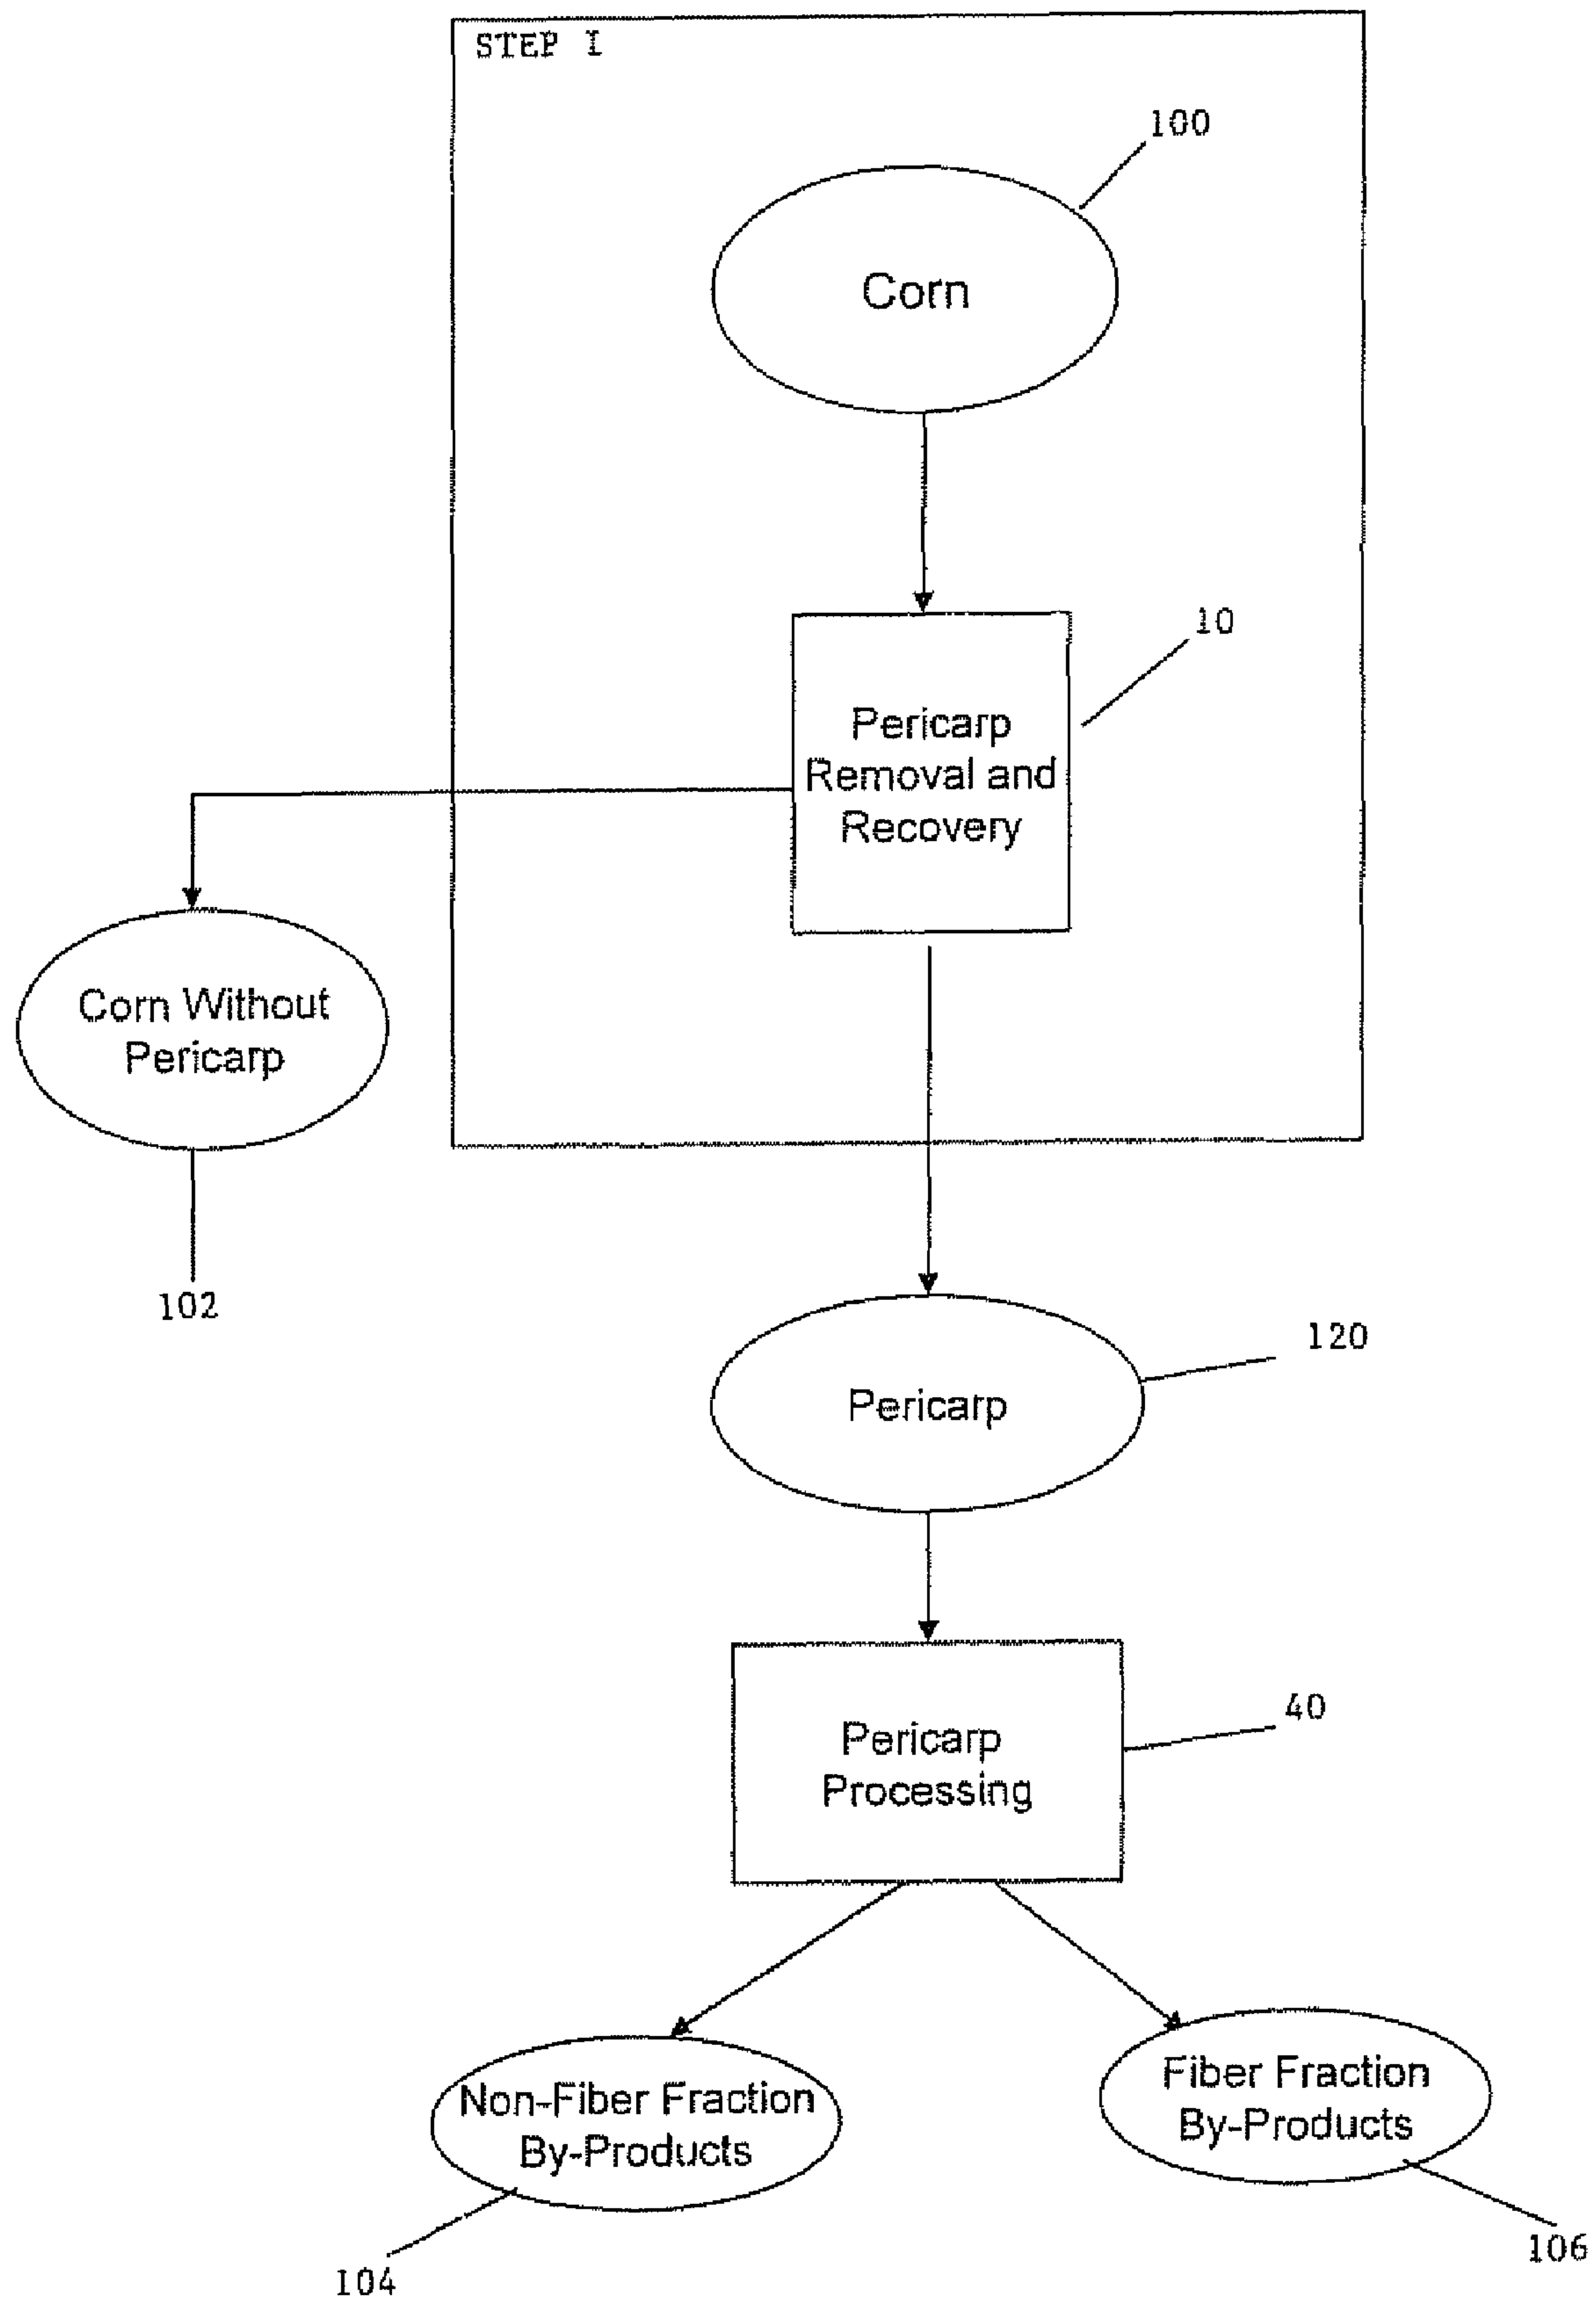 STEP I
100
Corn
10
Pericarp
Removal and
Recovery
Corn Without
Pericarp
102
120
Pericarp
40
Pericarp
Processing
Non-Fiber Fraction
By-Products
Fiber Fraction
By-Products
104
106